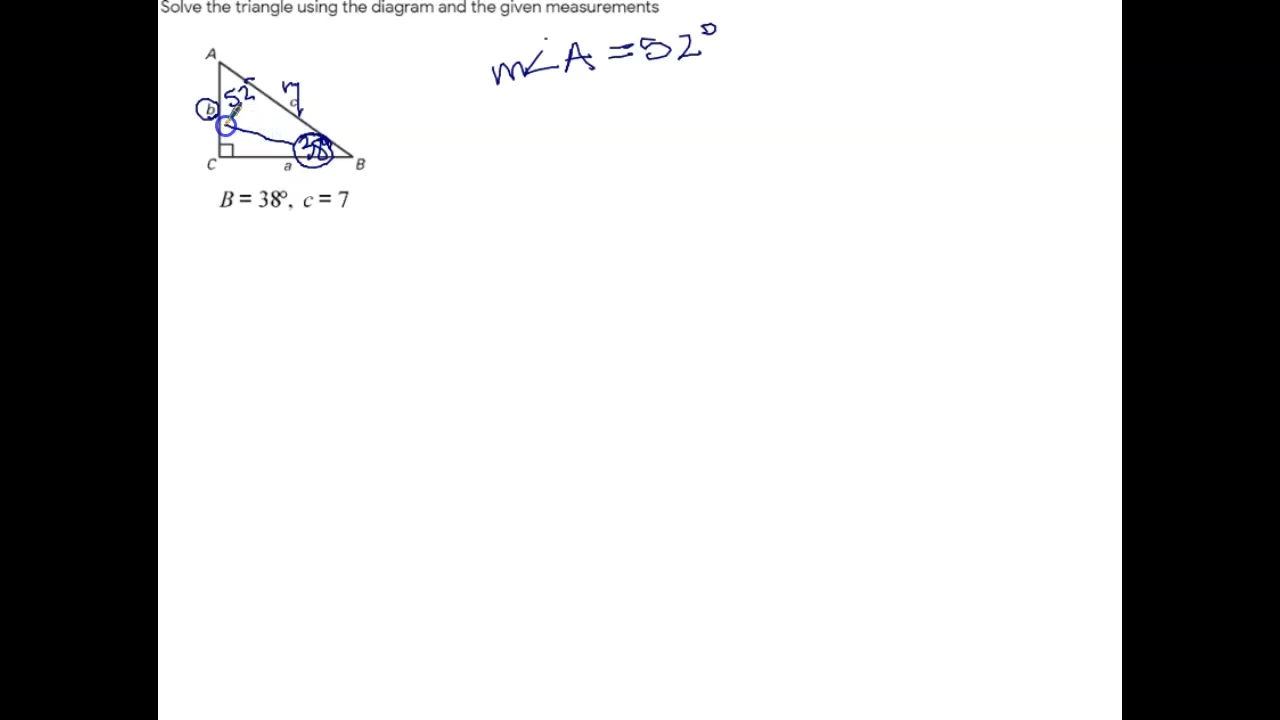 Solve the triangle using the diagram and the given measurements
m∠A = 52°
A
52
7
b
c
38°
C
a
B
B = 38°, c = 7